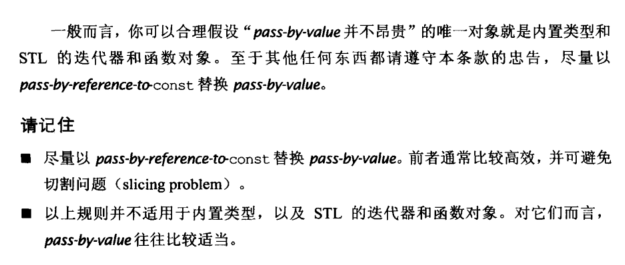 一般而言，你可以合理假设“pass-by-value 并不昂贵”的唯一对象就是内置类型和
STL 的迭代器和函数对象。至于其他任何东西都请遵守本条款的忠告，尽量以
pass-by-reference-to-const 替换 pass-by-value。
请记住
■ 尽量以 pass-by-reference-to-const 替换 pass-by-value。前者通常比较高效，并可避免
切割问题（slicing problem）。
■ 以上规则并不适用于内置类型，以及 STL 的迭代器和函数对象。对它们而言，
pass-by-value 往往比较适当。